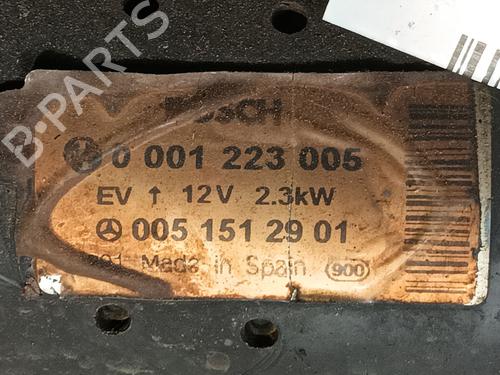 B-PARTS
BOSCH
0 001 223 005
EV ↑ 12V 2.3kW
005 151 29 01
Made in Spain 900